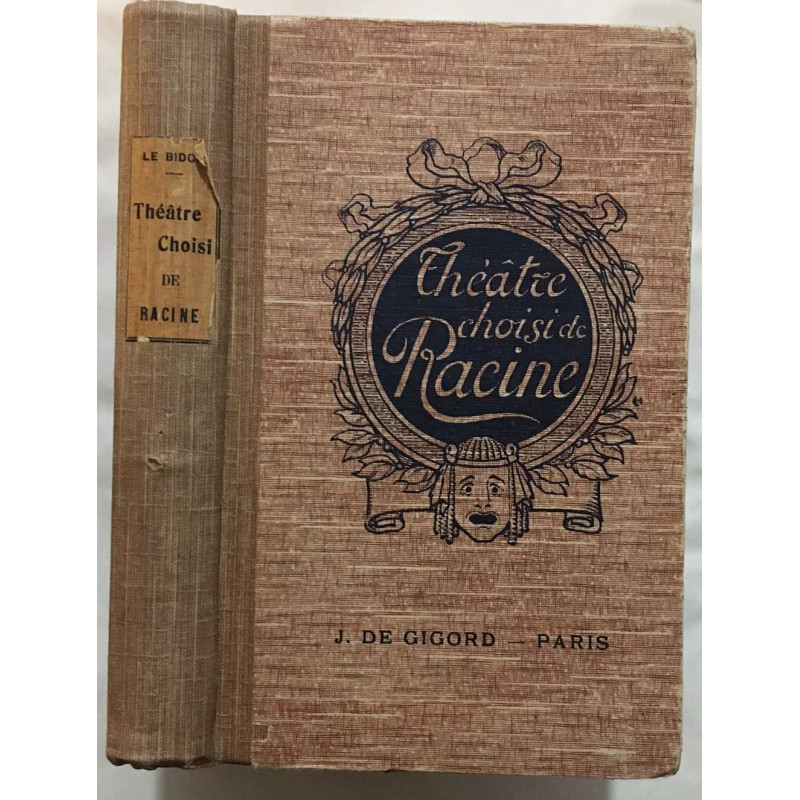 LE BIDO
Théâtre
Choisi
DE
RACINE
Théâtre
choisi de
Racine
J. DE GIGORD — PARIS